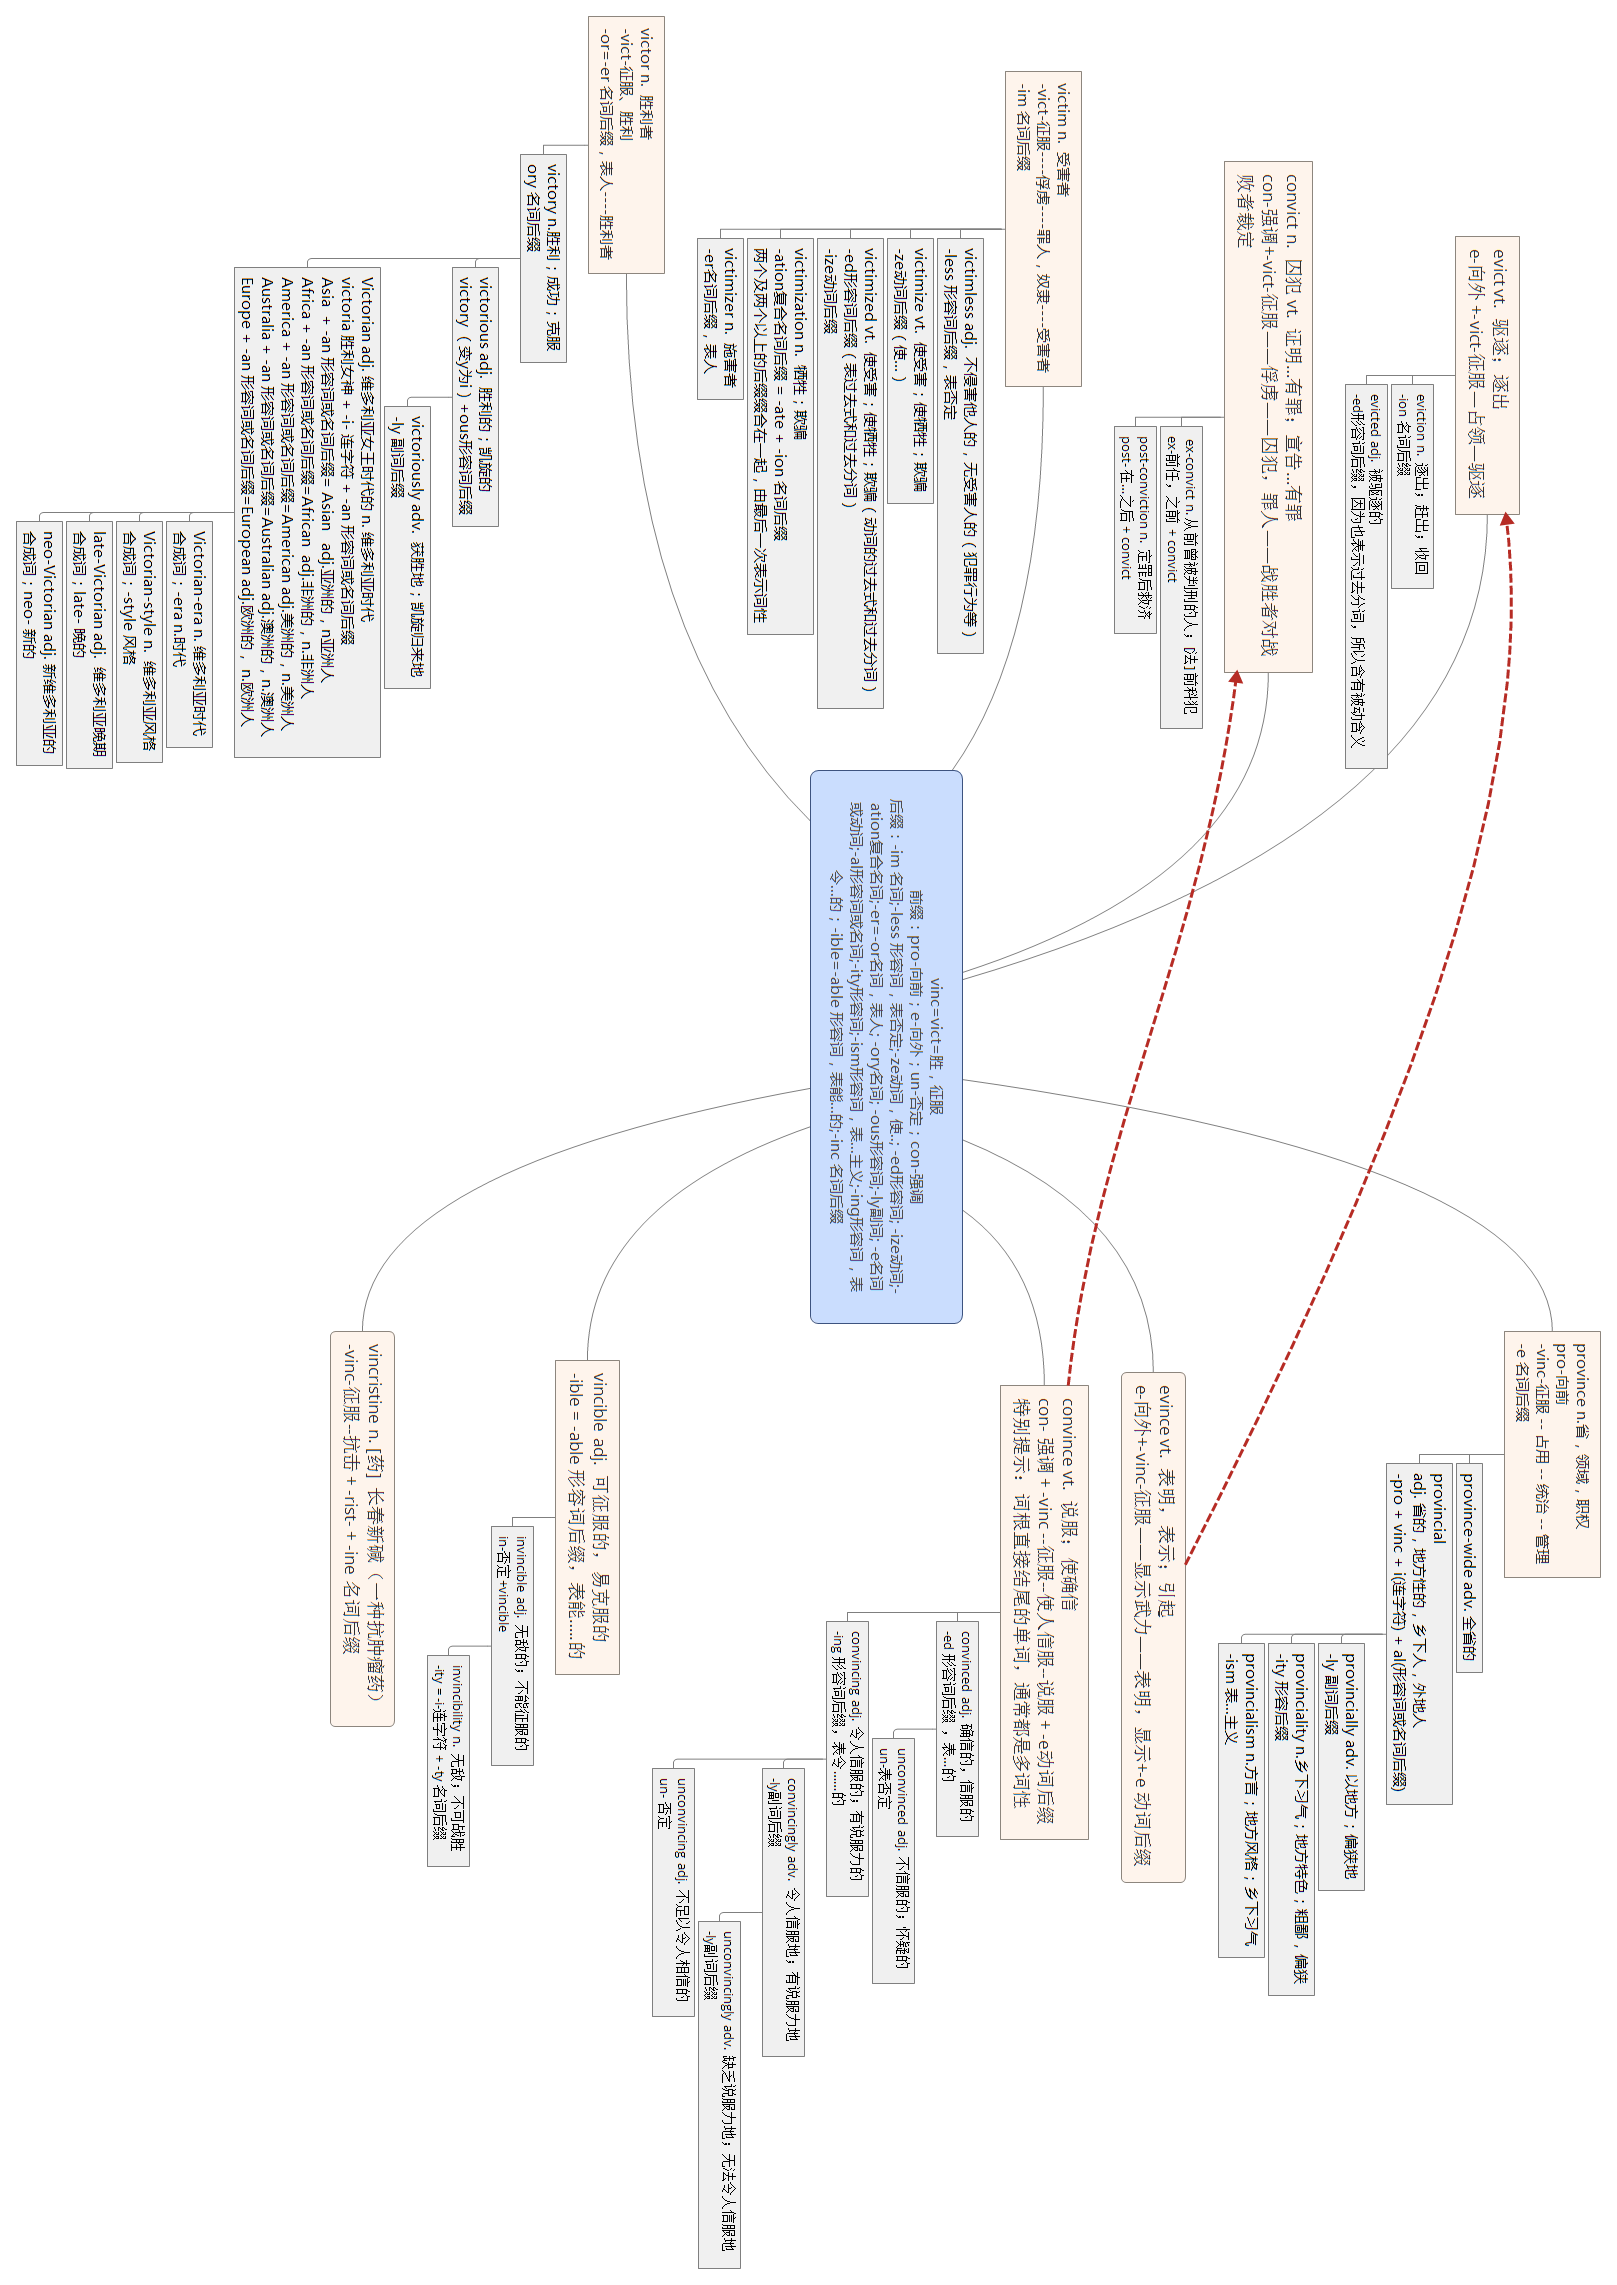 vinc=vict=胜，征服
前缀：pro-向前；e-向外；un-否定；con-强调
后缀：-im 名词;-less 形容词，表否定;-ze动词，使..; -ed形容词; -ize动词;-
ation复合名词;-er=-or名词，表人; -ory名词; -ous形容词;-ly副词; -e名词
或动词;-al形容词或名词;-ity形容词;-ism形容词，表...主义;-ing形容词，表
令...的；-ible=-able 形容词，表能...的;-inc 名词后缀
province n.省，领域，职权
pro-向前
-vinc-征服 -- 占用 -- 统治 -- 管理
-e 名词后缀
province-wide adv. 全省的
provincial
adj. 省的，地方性的，乡下人，外地人
-pro + vinc + i(连字符) + al(形容词或名词后缀)
provincially adv. 以地方；偏狭地
-ly 副词后缀
provinciality n.乡下习气；地方特色；粗鄙，偏狭
-ity 形容后缀
provincialism n.方言；地方风格；乡下习气
-ism 表...主义
evince vt. 表明，表示；引起
e-向外+-vinc-征服——显示武力——表明，显示+-e 动词后缀
convince vt. 说服；使确信
con- 强调 + -vinc --征服--使人信服--说服 + -e动词后缀
特别提示：词根直接结尾的单词，通常都是多词性
convinced adj. 确信的，信服的
-ed 形容词后缀 ，表...的
unconvinced adj. 不信服的；怀疑的
un-表否定
convincing adj. 令人信服的；有说服力的
-ing 形容词后缀，表令……的
convincingly adv. 令人信服地；有说服力地
-ly副词后缀
unconvincingly adv. 缺乏说服力地；无法令人信服地
-ly副词后缀
unconvincing adj. 不足以令人相信的
un- 否定
vincible adj. 可征服的，易克服的
-ible = -able 形容词后缀，表能……的
invincible adj. 无敌的；不能征服的
in-否定+vincible
invincibility n. 无敌；不可战胜
-ity = -i-连字符 + -ty 名词后缀
vincristine n. [药] 长春新碱（一种抗肿瘤药）
-vinc-征服--抗击 + -rist- + -ine 名词后缀
evict vt. 驱逐；逐出
e-向外 +-vict-征服—占领—驱逐
eviction n. 逐出；赶出；收回
-ion 名词后缀
evicted adj. 被驱逐的
-ed形容词后缀，因为也表示过去分词，所以含有被动含义
convict n. 囚犯 vt. 证明...有罪；宣告...有罪
con-强调+-vict-征服——俘虏——囚犯，罪人——战胜者对战
败者裁定
ex-convict n. 从前曾被判刑的人；[法] 前科犯
ex-前任，之前 + convict
post-conviction n. 定罪后救济
post- 在...之后 + convict
victim n. 受害者
-vict-征服----俘虏----罪人，奴隶----受害者
-im 名词后缀
victimless adj. 不侵害他人的，无受害人的（犯罪行为等）
-less 形容词后缀，表否定
victimize vt. 使受害；使牺牲；欺骗
-ze动词后缀（使...）
victimized vt. 使受害；使牺牲；欺骗（动词的过去式和过去分词）
-ed形容词后缀（表过去式和过去分词）
-ize动词后缀
victimization n. 牺牲；欺骗
-ation复合名词后缀 = -ate + -ion 名词后缀
两个及两个以上的后缀缀合在一起，由最后一次表示词性
victimizer n. 施害者
-er名词后缀，表人
victor n. 胜利者
-vict-征服、胜利
-or=-er 名词后缀，表人----胜利者
victory n.胜利；成功；克服
ory 名词后缀
victorious adj. 胜利的；凯旋的
victory（变y为i）+ous形容词后缀
victoriously adv. 获胜地；凯旋归来地
-ly 副词后缀
Victorian adj. 维多利亚女王时代的 n. 维多利亚时代
victoria 胜利女神 + -i- 连字符 + -an 形容词或名词后缀
Asia + -an 形容词或名词后缀= Asian adj.亚洲的，n亚洲人
Africa + -an 形容词或名词后缀=African adj.非洲的，n.非洲人
America + -an 形容词或名词后缀=American adj.美洲的，n.美洲人
Australia + -an 形容词或名词后缀=Australian adj.澳洲的，n.澳洲人
Europe + -an 形容词或名词后缀=European adj.欧洲的，n.欧洲人
Victorian-era n. 维多利亚时代
合成词；-era n.时代
Victorian-style n. 维多利亚风格
合成词；-style 风格
late-Victorian adj. 维多利亚晚期
合成词；late- 晚的
neo-Victorian adj. 新维多利亚的
合成词；neo- 新的